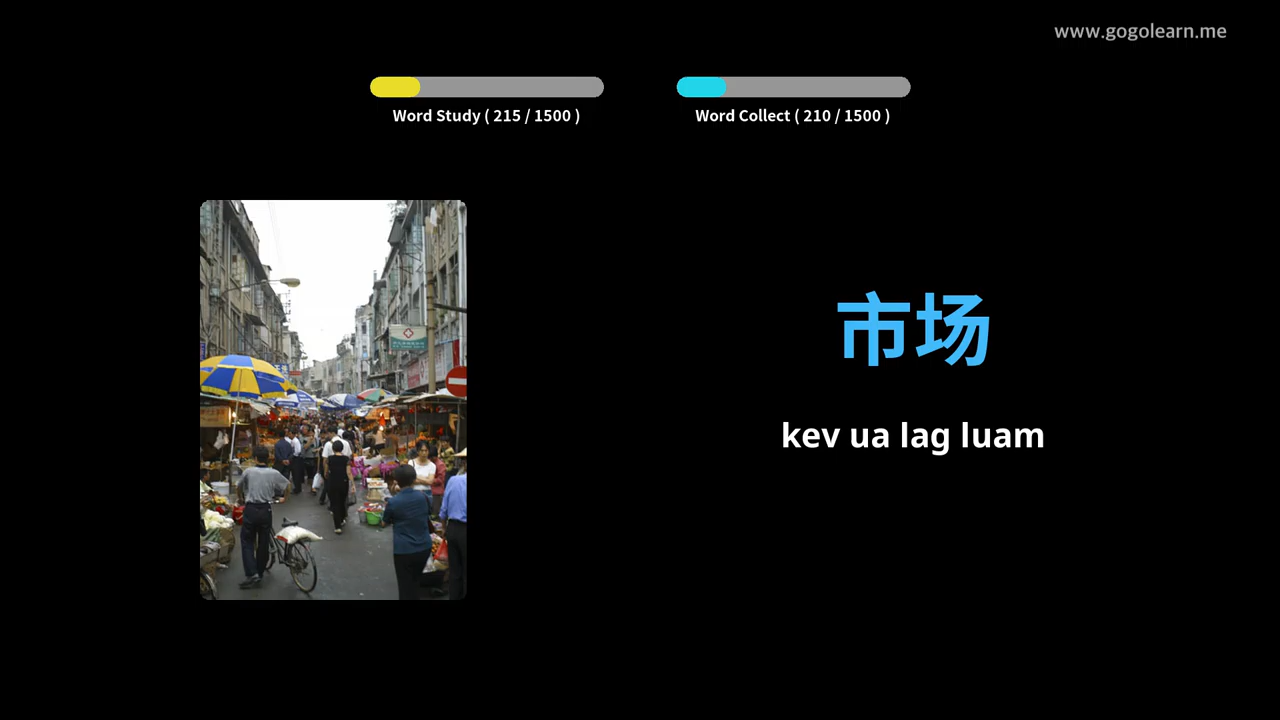 www.gogolearn.me
Word Study ( 215 / 1500 )
Word Collect ( 210 / 1500 )
市场
kev ua lag luam